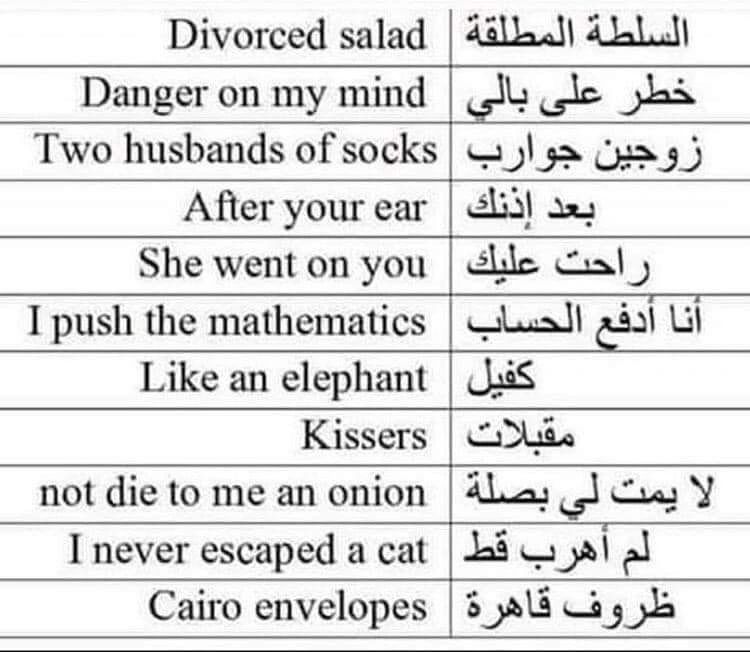 Divorced salad السلطة المطلقة
Danger on my mind خطر على بالي
Two husbands of socks زوجين جوارب
After your ear بعد إذنك
She went on you راحت عليك
I push the mathematics أنا أدفع الحساب
Like an elephant كفيل
Kissers مقبلات
not die to me an onion لا يمت لي بصلة
I never escaped a cat لم أهرب قط
Cairo envelopes ظروف قاهرة